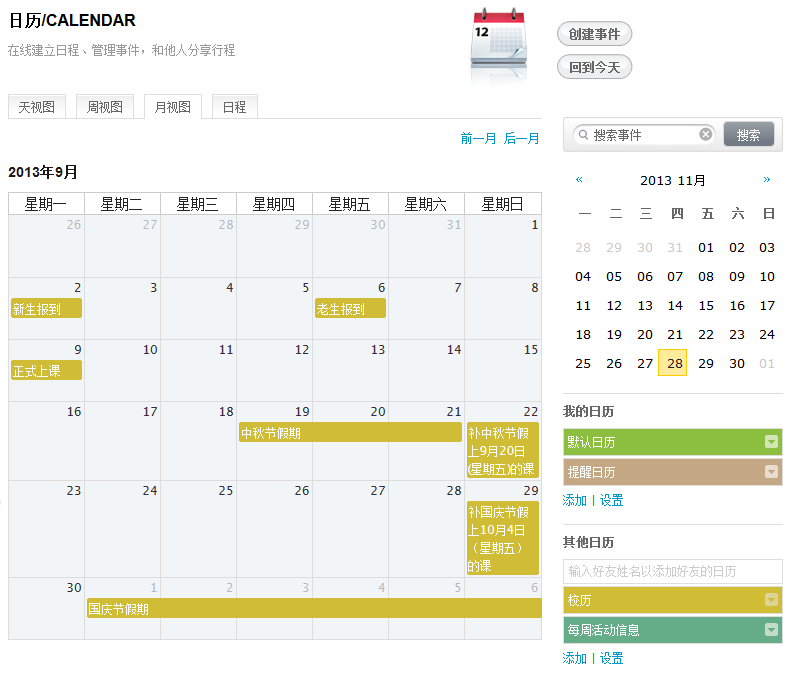 日历/CALENDAR
在线建立日程、管理事件，和他人分享行程
12
创建事件
回到今天
天视图 周视图 月视图 日程
前一月 后一月
2013年9月
星期一 星期二 星期三 星期四 星期五 星期六 星期日
26 27 28 29 30 31 1
2 3 4 5 6 7 8
新生报到 老生报到
9 10 11 12 13 14 15
正式上课
16 17 18 19 20 21 22
中秋节假期
补中秋节假
上9月20日
(星期五)的课
23 24 25 26 27 28 29
补国庆节假
上10月4日
（星期五）
的课
30 1 2 3 4 5 6
国庆节假期
搜索事件 搜索
« 2013 11月 »
一 二 三 四 五 六 日
28 29 30 31 01 02 03
04 05 06 07 08 09 10
11 12 13 14 15 16 17
18 19 20 21 22 23 24
25 26 27 28 29 30 01
我的日历
默认日历
提醒日历
添加 | 设置
其他日历
输入好友姓名以添加好友的日历
校历
每周活动信息
添加 | 设置